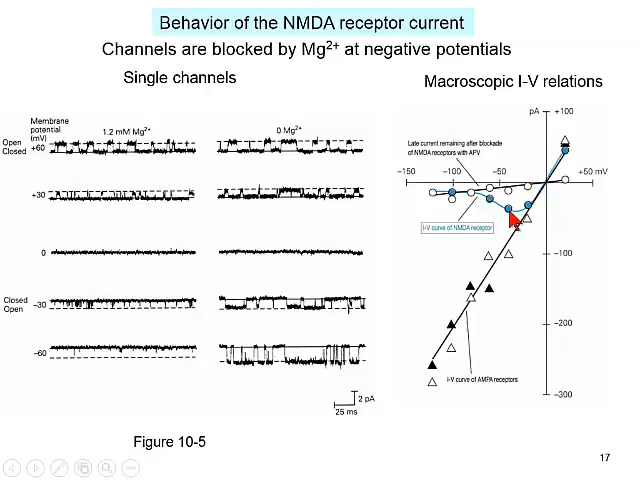 Behavior of the NMDA receptor current
Channels are blocked by Mg2+ at negative potentials
Single channels
Macroscopic I-V relations
Membrane
potential
(mV)
1.2 mM Mg2+
0 Mg2+
Open
Closed
+60
+30
0
Closed
Open
−30
−60
2 pA
25 ms
Figure 10-5
pA
+100
Late current remaining after blockade
of NMDA receptors with APV
−150
−100
−50
+50 mV
I-V curve of NMDA receptor
−100
−200
I-V curve of AMPA receptors
−300
17